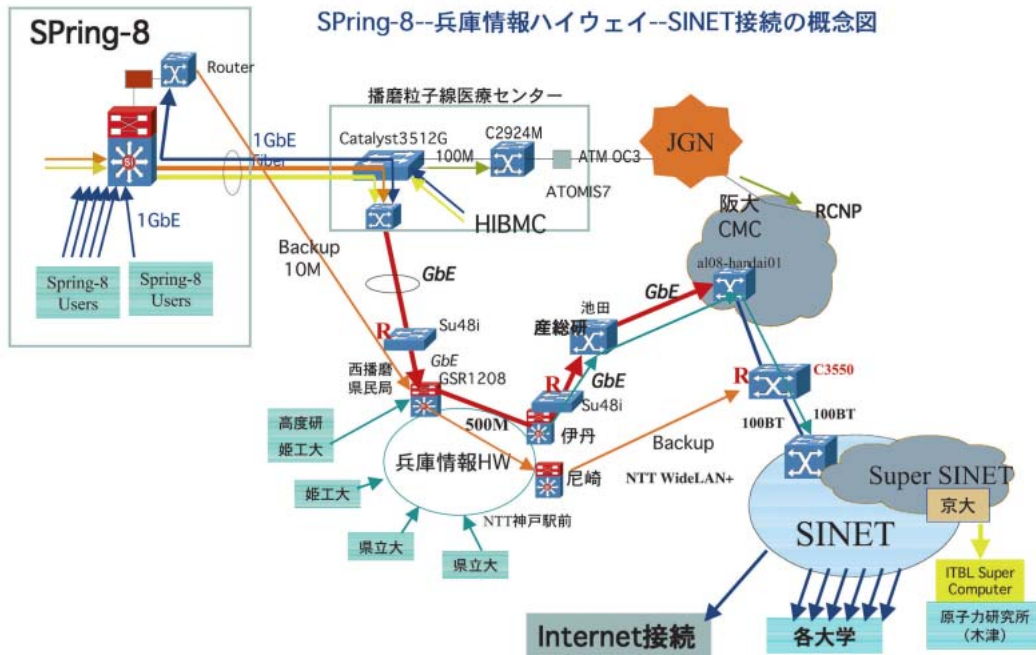 SPring-8--兵庫情報ハイウェイ--SINET接続の概念図
SPring-8
Router
播磨粒子線医療センター
1GbE
Fiber
Catalyst3512G
C2924M
100M
ATM OC3
ATOMIS7
JGN
SI
HIBMC
RCNP
阪大
CMC
al08-handai01
1GbE
Backup
10M
Spring-8
Users
Spring-8
Users
GbE
GbE
池田
産総研
R
Su48i
GbE
GSR1208
西播磨
県民局
R
GbE
Su48i
R
C3550
高度研
姫工大
500M
伊丹
100BT
100BT
兵庫情報HW
Backup
尼崎
NTT WideLAN+
姫工大
NTT神戸駅前
県立大
県立大
Super SINET
京大
SINET
ITBL Super
Computer
原子力研究所
（木津）
Internet接続
各大学